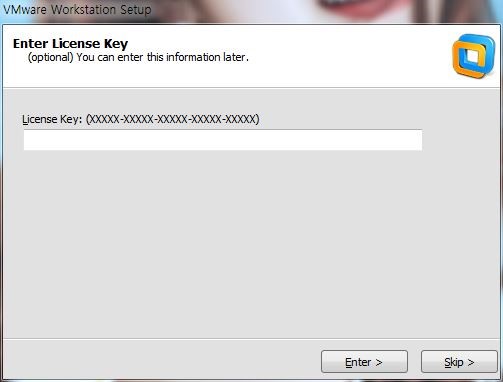 VMware Workstation Setup
Enter License Key
(optional) You can enter this information later.
License Key: (XXXXX-XXXXX-XXXXX-XXXXX-XXXXX)
Enter >
Skip >